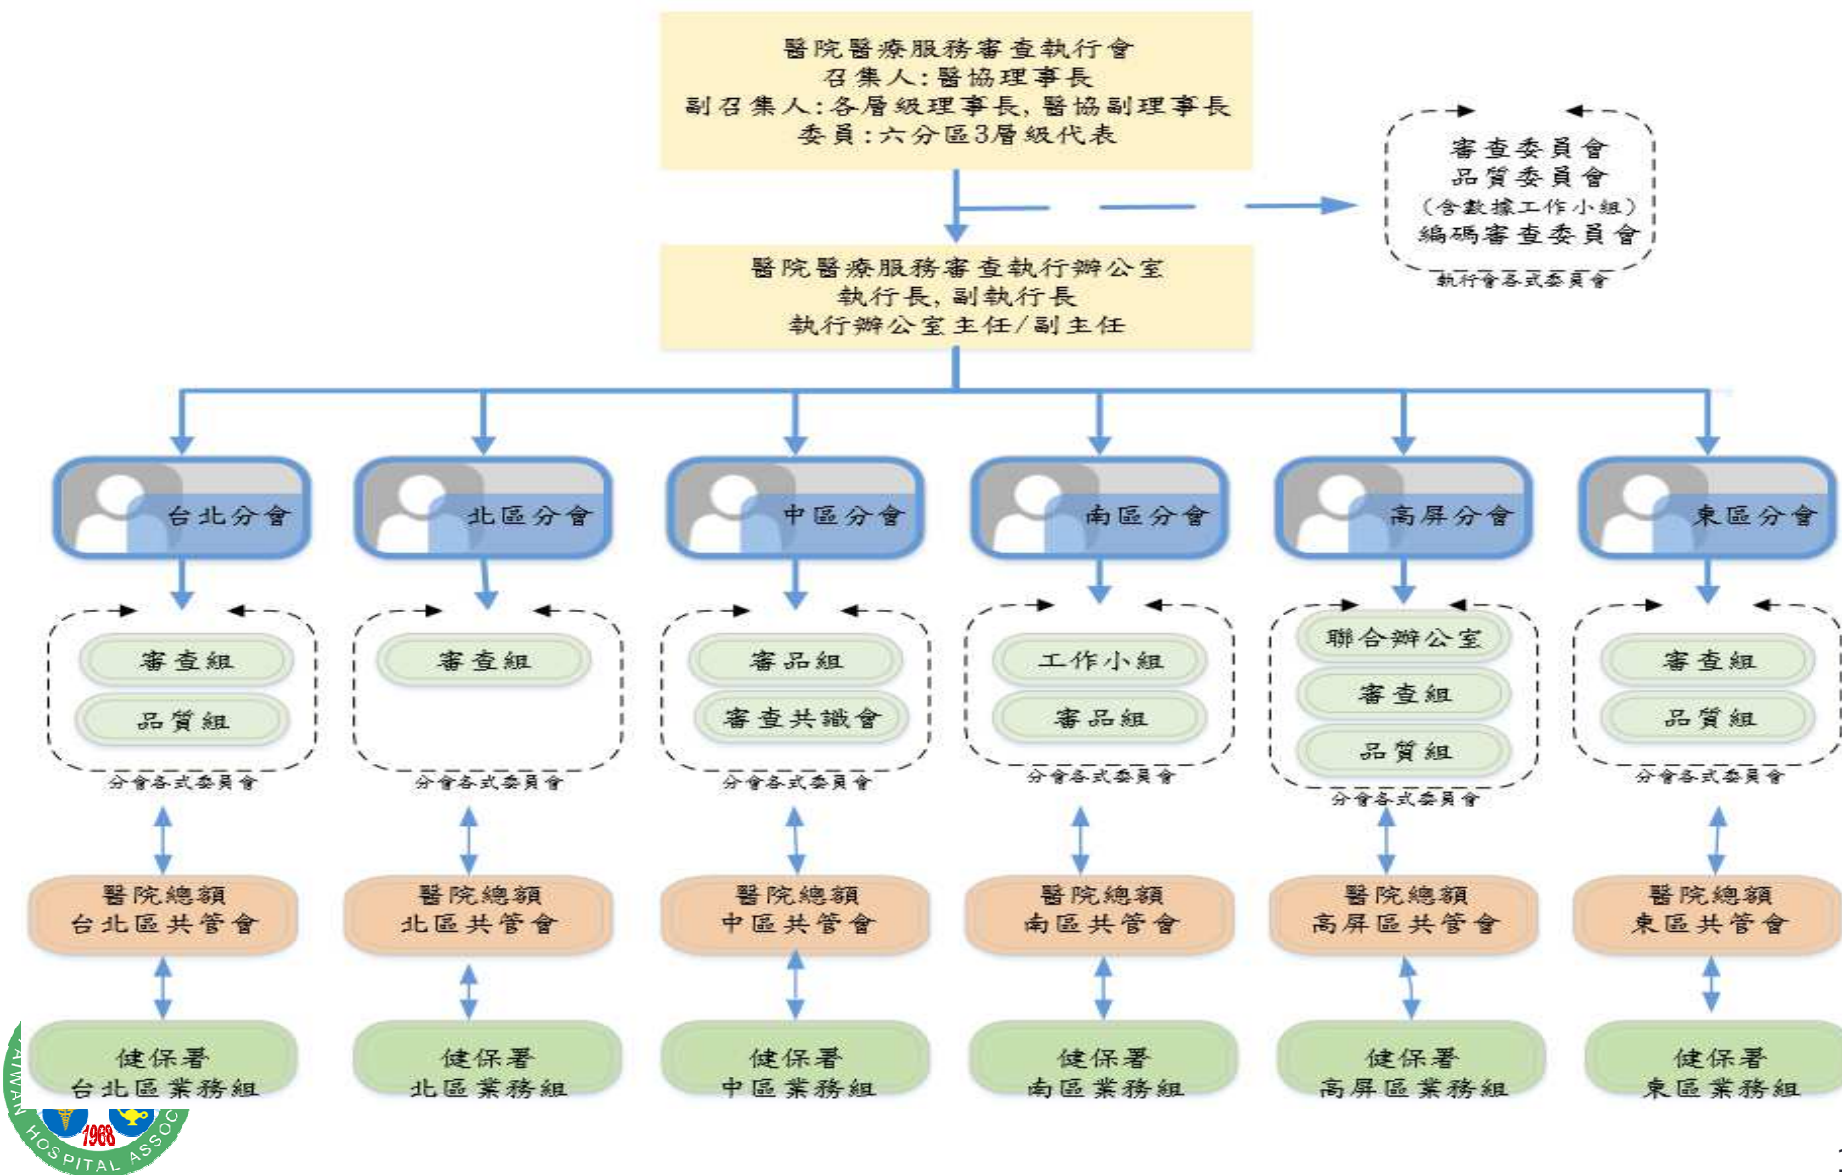 醫院醫療服務審查執行會
召集人:醫協理事長
副召集人:各層級理事長,醫協副理事長
委員:六分區3層級代表
審查委員會
品質委員會
(含數據工作小組)
編碼審查委員會
執行會各式委員會
醫院醫療服務審查執行辦公室
執行長,副執行長
執行辦公室主任/副主任
台北分會
北區分會
中區分會
南區分會
高屏分會
東區分會
審查組
品質組
分會各式委員會
審查組
分會各式委員會
審品組
審查共識會
分會各式委員會
工作小組
審品組
分會各式委員會
聯合辦公室
審查組
品質組
分會各式委員會
審查組
品質組
分會各式委員會
醫院總額
台北區共管會
醫院總額
北區共管會
醫院總額
中區共管會
醫院總額
南區共管會
醫院總額
高屏區共管會
醫院總額
東區共管會
健保署
台北區業務組
健保署
北區業務組
健保署
中區業務組
健保署
南區業務組
健保署
高屏區業務組
健保署
東區業務組
1968
HOSPITAL